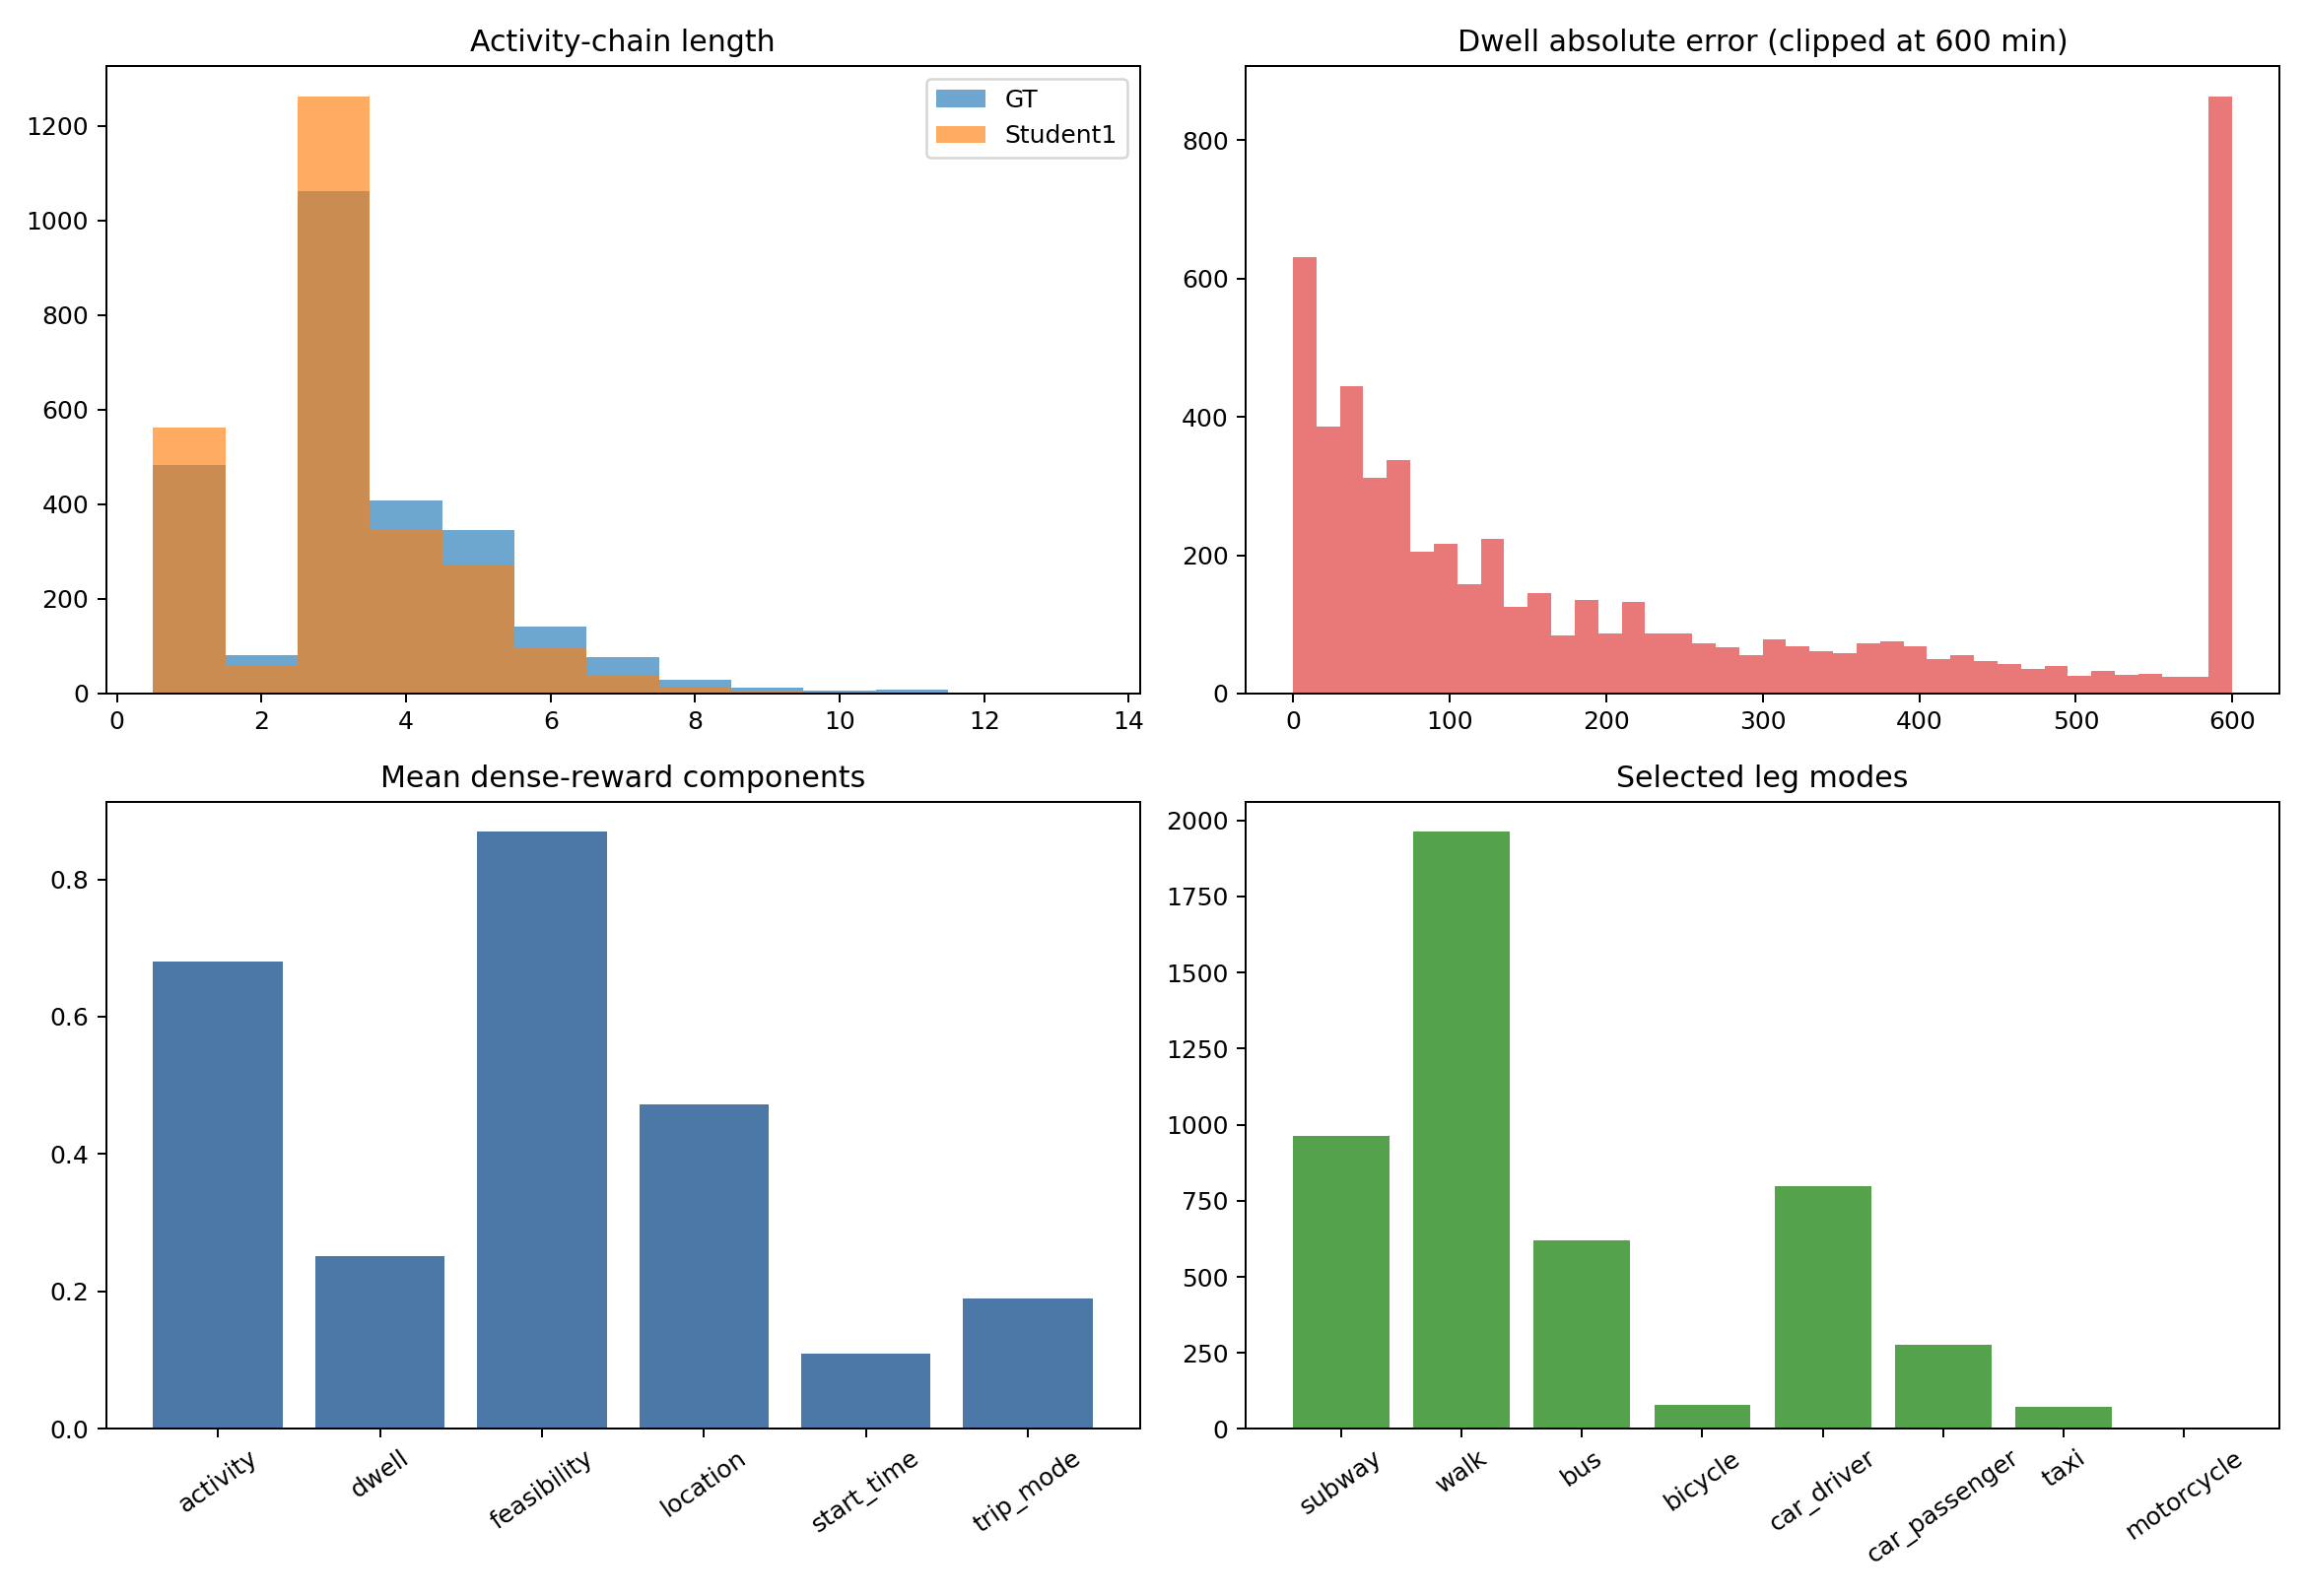 Activity-chain length
GT
Student1
1200
1000
800
600
400
200
0
0 2 4 6 8 10 12 14
Dwell absolute error (clipped at 600 min)
800
600
400
200
0
0 100 200 300 400 500 600
Mean dense-reward components
0.8
0.6
0.4
0.2
0.0
activity dwell feasibility location start_time trip_mode
Selected leg modes
2000
1750
1500
1250
1000
750
500
250
0
subway walk bus bicycle car_driver car_passenger taxi motorcycle